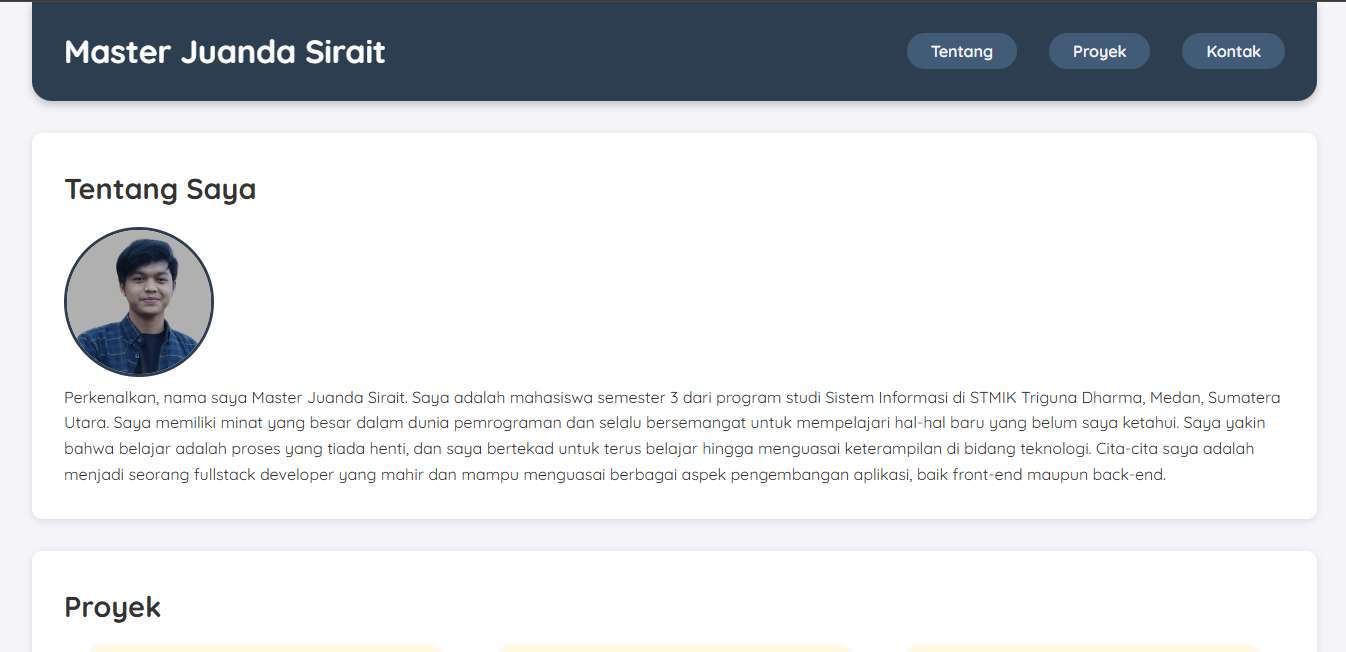 Master Juanda Sirait
Tentang
Proyek
Kontak
Tentang Saya
Perkenalkan, nama saya Master Juanda Sirait. Saya adalah mahasiswa semester 3 dari program studi Sistem Informasi di STMIK Triguna Dharma, Medan, Sumatera
Utara. Saya memiliki minat yang besar dalam dunia pemrograman dan selalu bersemangat untuk mempelajari hal-hal baru yang belum saya ketahui. Saya yakin
bahwa belajar adalah proses yang tiada henti, dan saya bertekad untuk terus belajar hingga menguasai keterampilan di bidang teknologi. Cita-cita saya adalah
menjadi seorang fullstack developer yang mahir dan mampu menguasai berbagai aspek pengembangan aplikasi, baik front-end maupun back-end.
Proyek